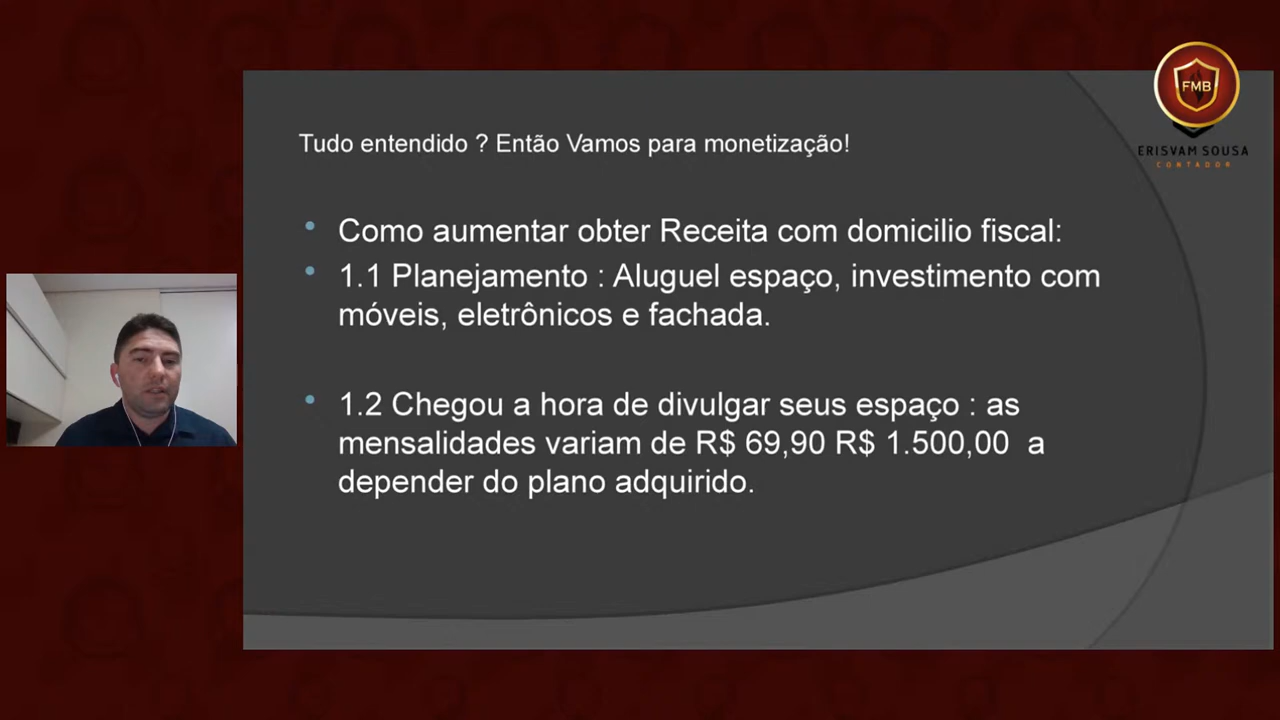 FMB
ERISVAM SOUSA
CONTADOR
Tudo entendido ? Então Vamos para monetização!
Como aumentar obter Receita com domicilio fiscal:
1.1 Planejamento : Aluguel espaço, investimento com
móveis, eletrônicos e fachada.
1.2 Chegou a hora de divulgar seus espaço : as
mensalidades variam de R$ 69,90 R$ 1.500,00  a
depender do plano adquirido.